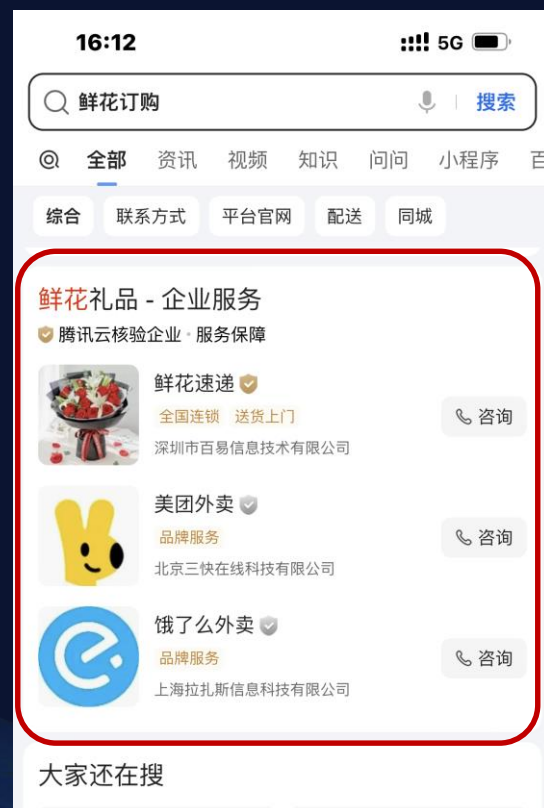 16:12 5G
鲜花订购 搜索
全部 资讯 视频 知识 问问 小程序
综合 联系方式 平台官网 配送 同城
鲜花礼品 - 企业服务
腾讯云核验企业·服务保障
鲜花速递
全国连锁 送货上门
咨询
深圳市百易信息技术有限公司
美团外卖
品牌服务
咨询
北京三快在线科技有限公司
饿了么外卖
品牌服务
咨询
上海拉扎斯信息科技有限公司
大家还在搜